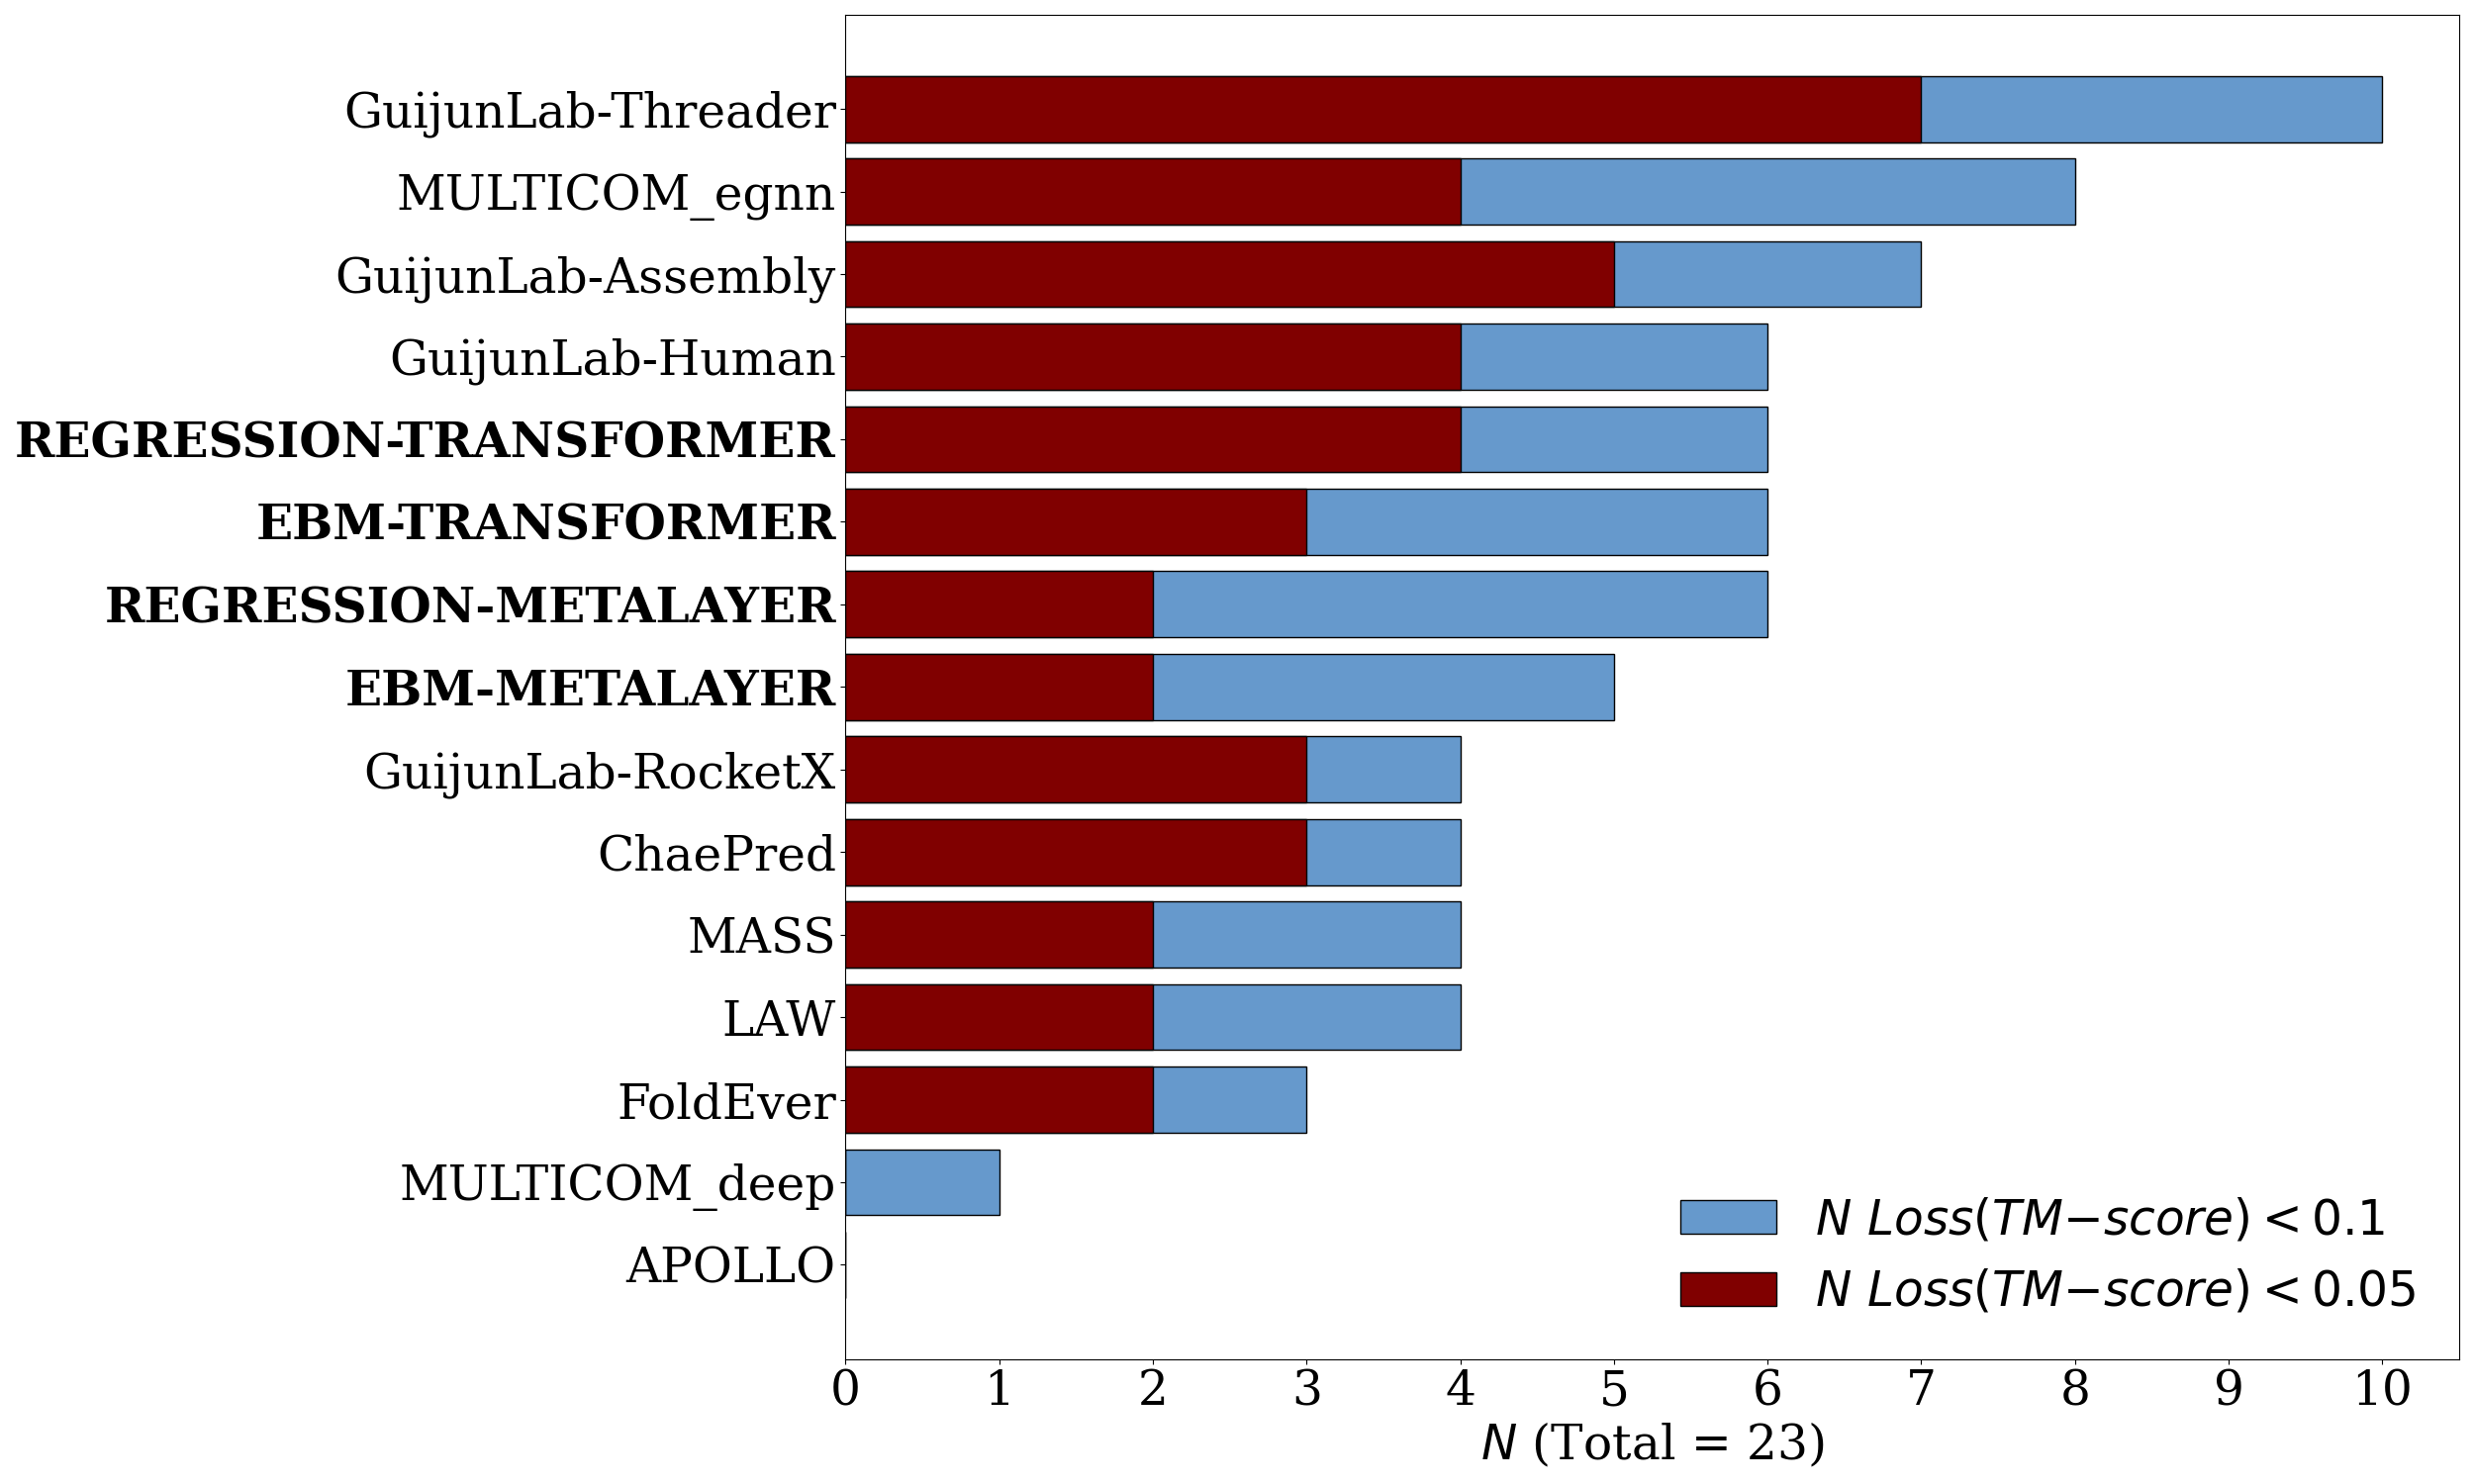 GuijunLab-Threader
MULTICOM_egnn
GuijunLab-Assembly
GuijunLab-Human
REGRESSION-TRANSFORMER
EBM-TRANSFORMER
REGRESSION-METALAYER
EBM-METALAYER
GuijunLab-RocketX
ChaePred
MASS
LAW
FoldEver
MULTICOM_deep
APOLLO
N Loss(TM−score) < 0.1
N Loss(TM−score) < 0.05
0 1 2 3 4 5 6 7 8 9 10
N (Total = 23)